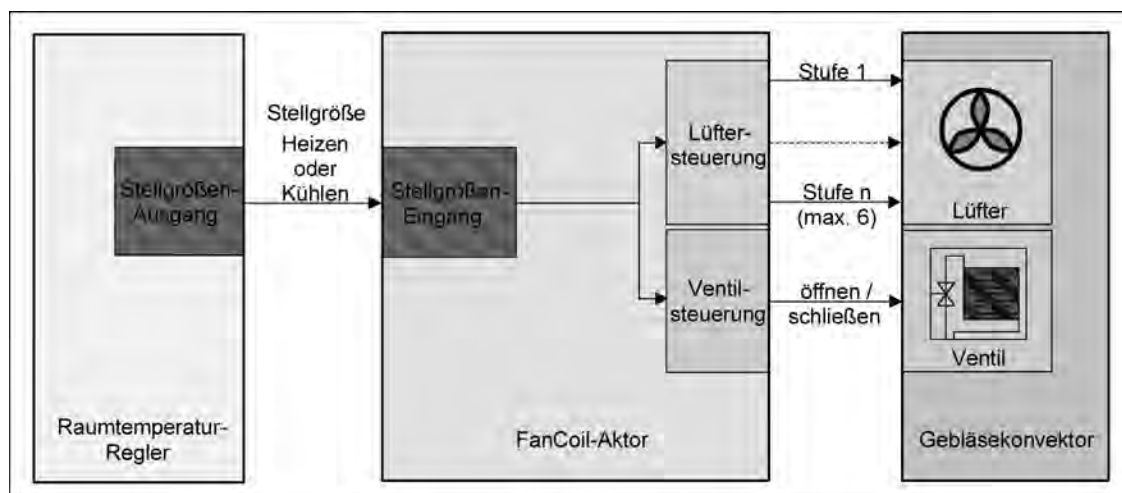 Stellgröße
Heizen
oder
Kühlen
Stellgrößen-
Ausgang
Raumtemperatur-
Regler
Stellgrößen-
Eingang
Lüfter-
steuerung
Ventil-
steuerung
FanCoil-Aktor
Stufe 1
Stufe n
(max. 6)
öffnen /
schließen
Lüfter
Ventil
Gebläsekonvektor